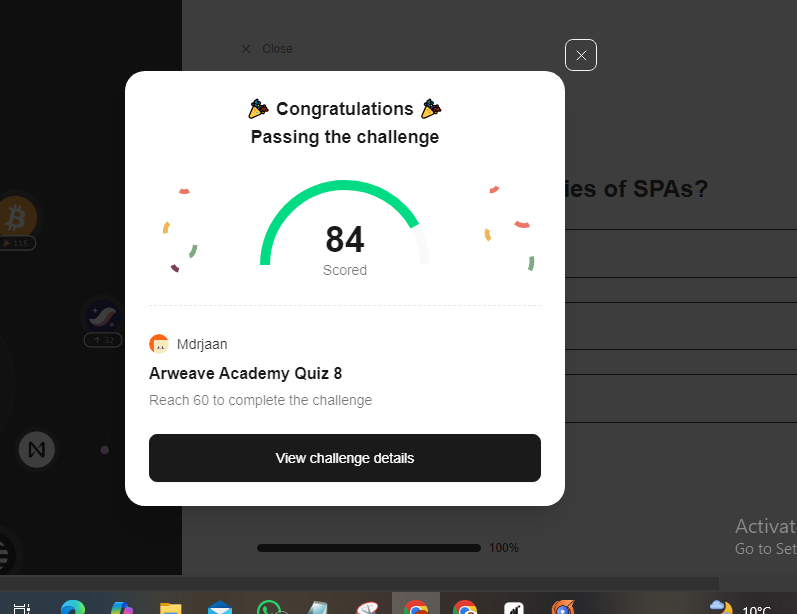 Close
🎉 Congratulations 🎉
Passing the challenge
ies of SPAs?
115
84
Scored
32
Mdrjaan
Arweave Academy Quiz 8
Reach 60 to complete the challenge
View challenge details
100%
Activat
Go to Set
10°C